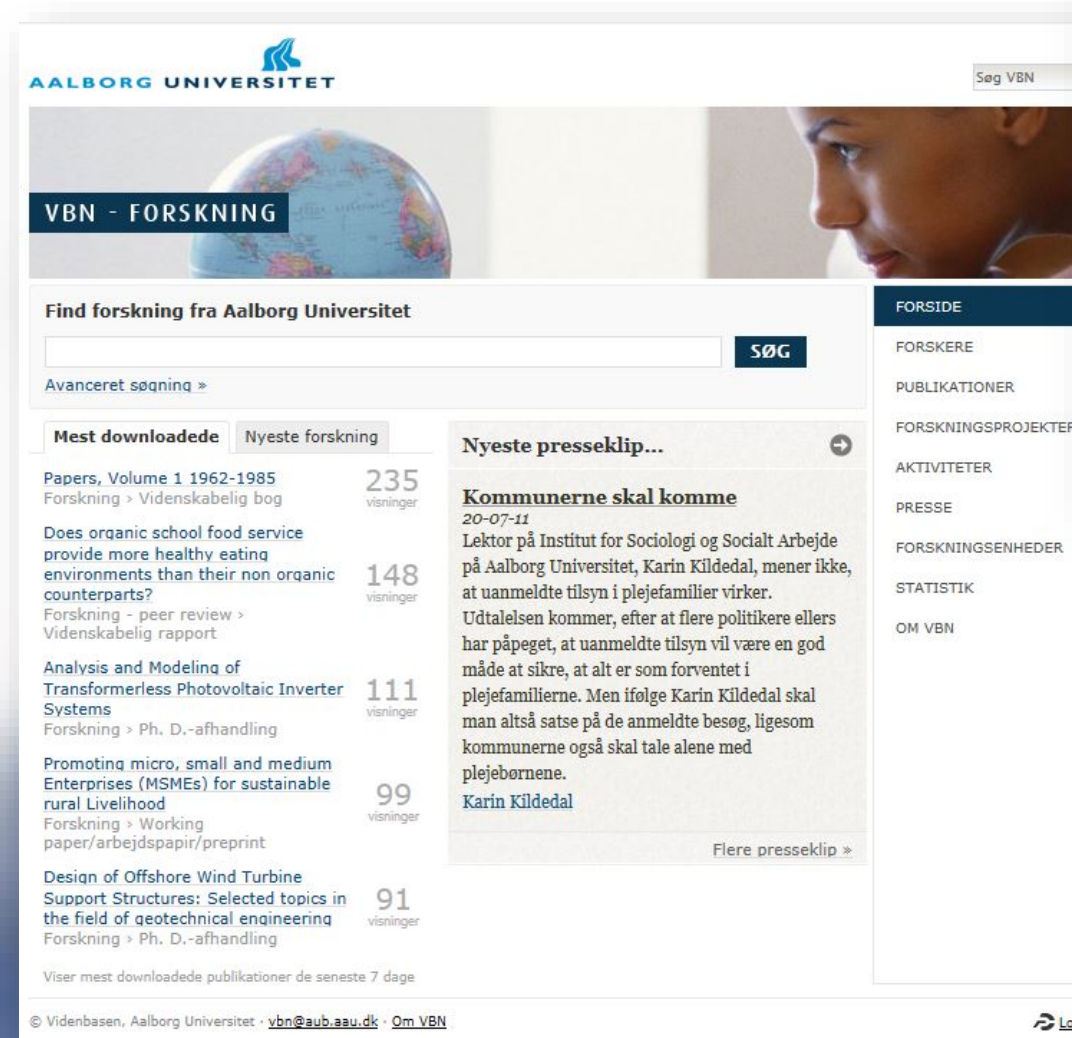 AALBORG UNIVERSITET
Søg VBN
VBN - FORSKNING
Find forskning fra Aalborg Universitet
SØG
Avanceret søgning »
Mest downloadede
Nyeste forskning
Papers, Volume 1 1962-1985
Forskning › Videnskabelig bog
235
visninger
Does organic school food service
provide more healthy eating
environments than their non organic
counterparts?
Forskning - peer review ›
Videnskabelig rapport
148
visninger
Analysis and Modeling of
Transformerless Photovoltaic Inverter
Systems
Forskning › Ph. D.-afhandling
111
visninger
Promoting micro, small and medium
Enterprises (MSMEs) for sustainable
rural Livelihood
Forskning › Working
paper/arbejdspapir/preprint
99
visninger
Design of Offshore Wind Turbine
Support Structures: Selected topics in
the field of geotechnical engineering
Forskning › Ph. D.-afhandling
91
visninger
Viser mest downloadede publikationer de seneste 7 dage
Nyeste presseklip...
Kommunerne skal komme
20-07-11
Lektor på Institut for Sociologi og Socialt Arbejde
på Aalborg Universitet, Karin Kildedal, mener ikke,
at uanmeldte tilsyn i plejefamilier virker.
Udtalelsen kommer, efter at flere politikere ellers
har påpeget, at uanmeldte tilsyn vil være en god
måde at sikre, at alt er som forventet i
plejefamilierne. Men ifølge Karin Kildedal skal
man altså satse på de anmeldte besøg, ligesom
kommunerne også skal tale alene med
plejebørnene.
Karin Kildedal
Flere presseklip »
FORSIDE
FORSKERE
PUBLIKATIONER
FORSKNINGSPROJEKTER
AKTIVITETER
PRESSE
FORSKNINGSENHEDER
STATISTIK
OM VBN
© Videnbasen, Aalborg Universitet · vbn@aub.aau.dk · Om VBN